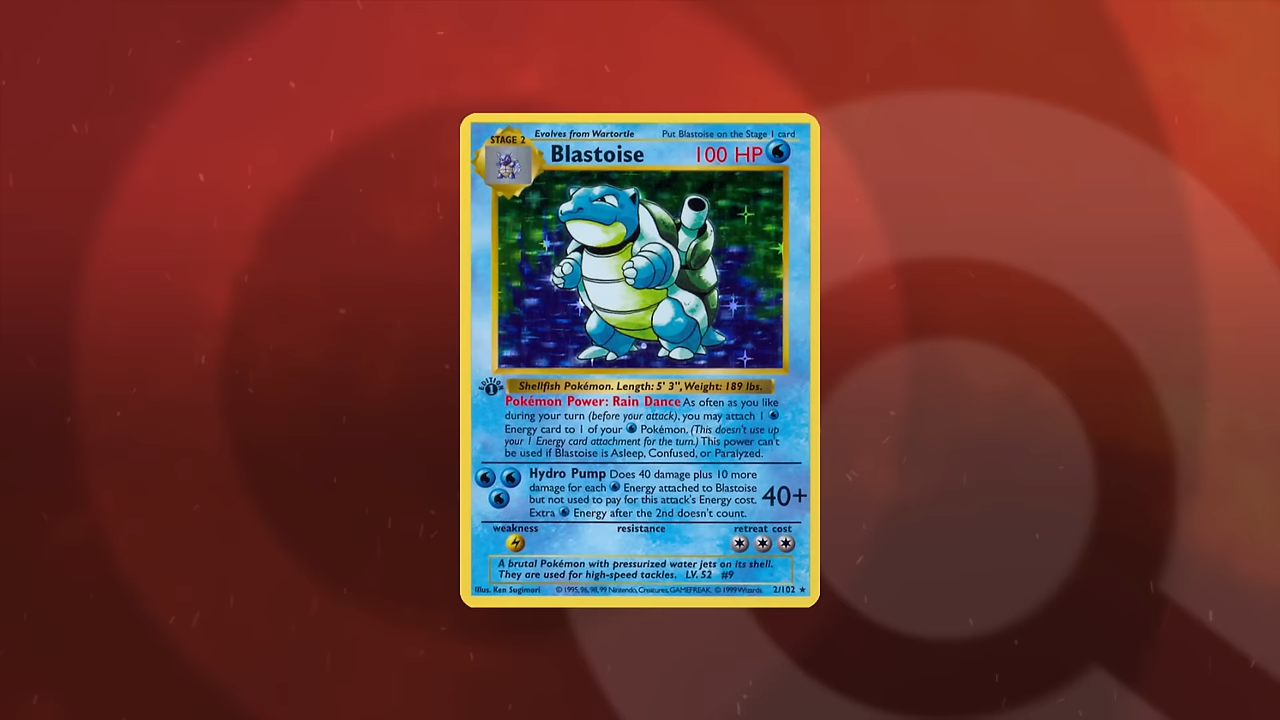 STAGE 2
Evolves from Wartortle
Put Blastoise on the Stage 1 card
Blastoise
100 HP
EDITION
1
Shellfish Pokémon. Length: 5' 3", Weight: 189 lbs.
Pokémon Power: Rain Dance As often as you like
during your turn (before your attack), you may attach 1
Energy card to 1 of your Pokémon. (This doesn't use up
your 1 Energy card attachment for the turn.) This power can't
be used if Blastoise is Asleep, Confused, or Paralyzed.
Hydro Pump Does 40 damage plus 10 more
damage for each Energy attached to Blastoise
but not used to pay for this attack's Energy cost.
Extra Energy after the 2nd doesn't count.
40+
weakness
resistance
retreat cost
A brutal Pokémon with pressurized water jets on its shell.
They are used for high-speed tackles. LV. 52 #9
Illus. Ken Sugimori
© 1995, 96, 98, 99 Nintendo, Creatures, GAMEFREAK. © 1999 Wizards.
2/102